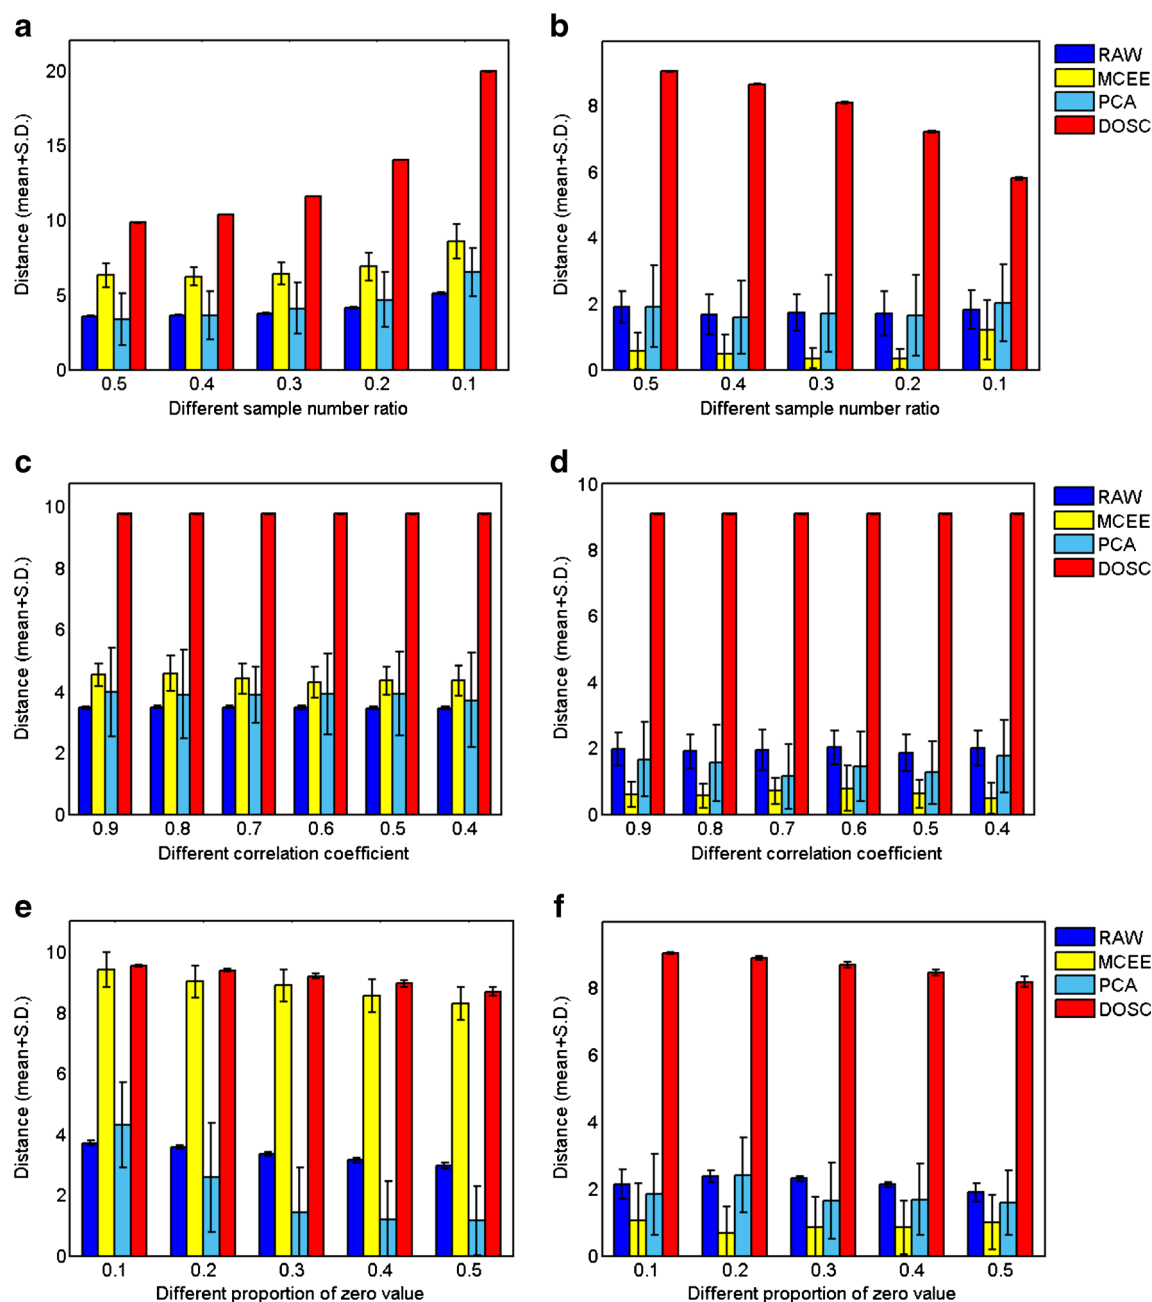 a
Distance (mean+S.D.)
20
15
10
5
0
0.5 0.4 0.3 0.2 0.1
Different sample number ratio
b
Distance (mean+S.D.)
8
6
4
2
0
0.5 0.4 0.3 0.2 0.1
Different sample number ratio
RAW
MCEE
PCA
DOSC
c
Distance (mean+S.D.)
10
8
6
4
2
0
0.9 0.8 0.7 0.6 0.5 0.4
Different correlation coefficient
d
Distance (mean+S.D.)
10
8
6
4
2
0
0.9 0.8 0.7 0.6 0.5 0.4
Different correlation coefficient
RAW
MCEE
PCA
DOSC
e
Distance (mean+S.D.)
10
8
6
4
2
0
0.1 0.2 0.3 0.4 0.5
Different proportion of zero value
f
Distance (mean+S.D.)
8
6
4
2
0
0.1 0.2 0.3 0.4 0.5
Different proportion of zero value
RAW
MCEE
PCA
DOSC